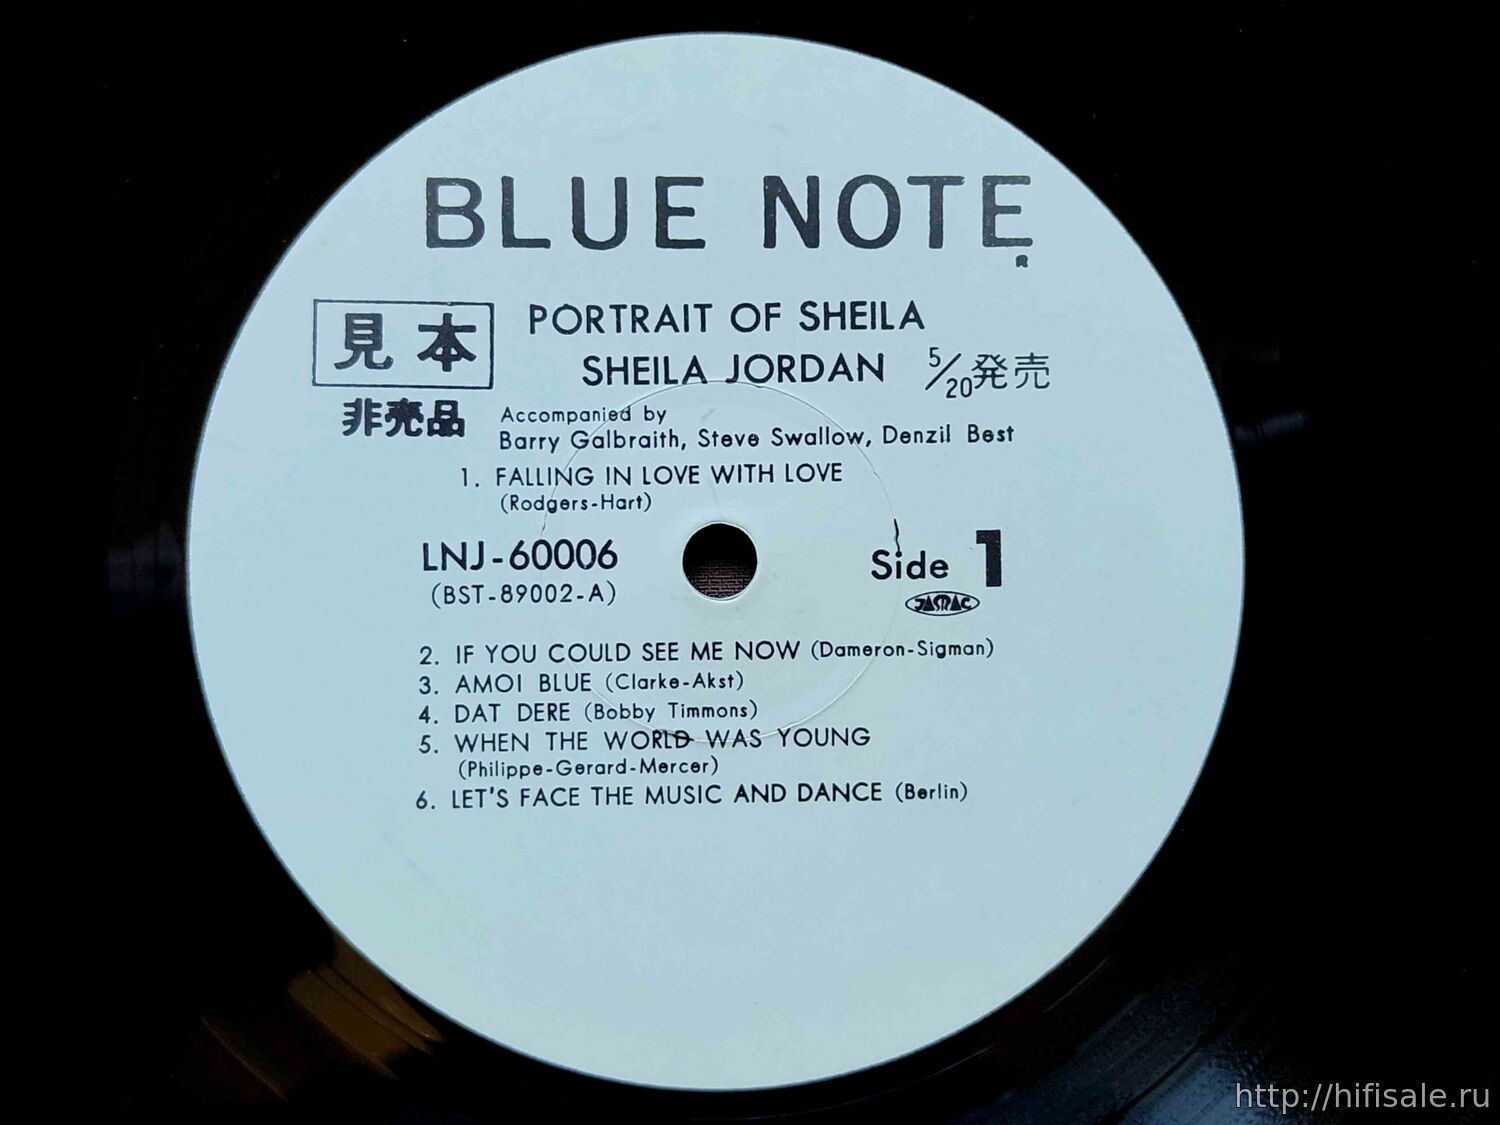 BLUE NOTE
R
見本
非売品
PORTRAIT OF SHEILA
SHEILA JORDAN 5/20発売
Accompanied by
Barry Galbraith, Steve Swallow, Denzil Best
1. FALLING IN LOVE WITH LOVE
(Rodgers-Hart)
LNJ-60006
(BST-89002-A)
Side 1
JASRAC
2. IF YOU COULD SEE ME NOW (Dameron-Sigman)
3. AMOI BLUE (Clarke-Akst)
4. DAT DERE (Bobby Timmons)
5. WHEN THE WORLD WAS YOUNG
(Philippe-Gerard-Mercer)
6. LET'S FACE THE MUSIC AND DANCE (Berlin)
http://hifisale.ru